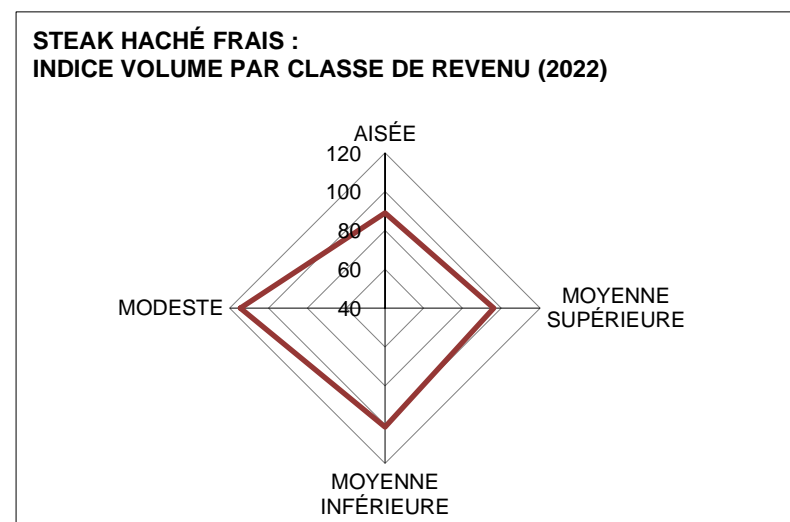 STEAK HACHÉ FRAIS :
INDICE VOLUME PAR CLASSE DE REVENU (2022)
AISÉE
120
100
80
60
40
MODESTE
MOYENNE
SUPÉRIEURE
MOYENNE
INFÉRIEURE